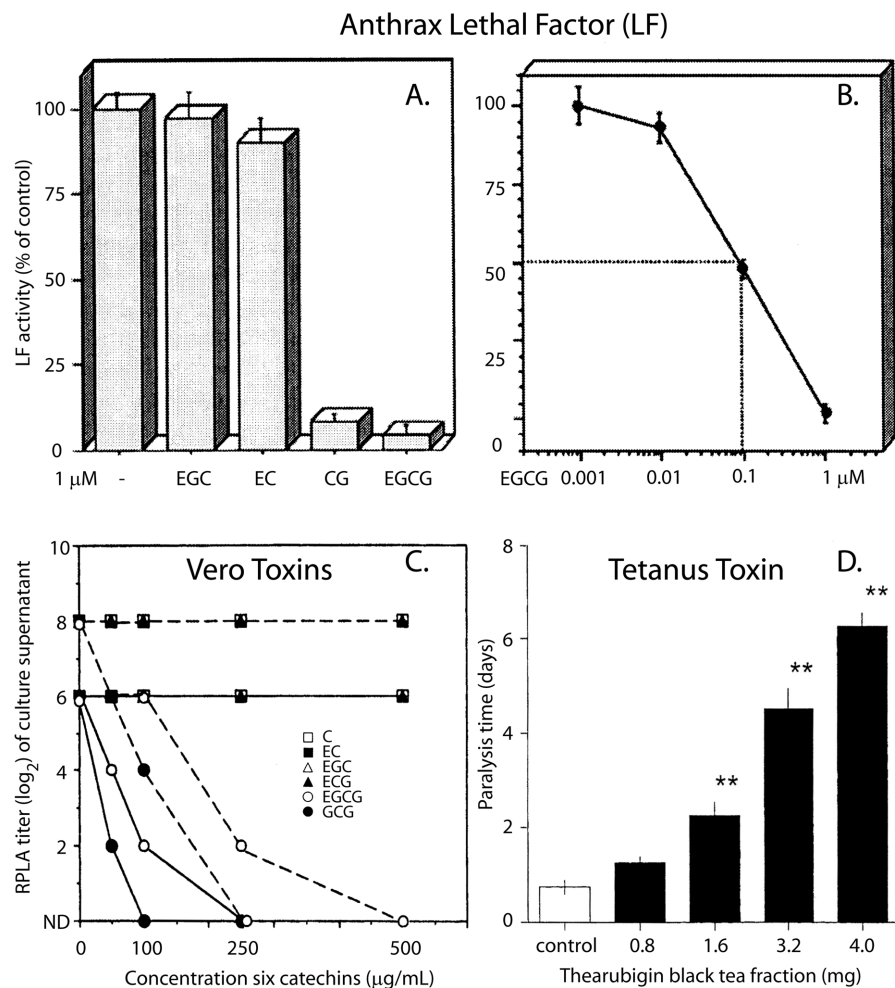 Anthrax Lethal Factor (LF)
A.
LF activity (% of control)
100
75
50
25
0
1 μM - EGC EC CG EGCG
B.
100
75
50
25
0
EGCG 0.001 0.01 0.1 1 μM
C.
Vero Toxins
RPLA titer (log2) of culture supernatant
10
8
6
4
2
ND
C
EC
EGC
ECG
EGCG
GCG
0 100 250 500
Concentration six catechins (μg/mL)
D.
Tetanus Toxin
Paralysis time (days)
8
6
4
2
0
**
**
**
control 0.8 1.6 3.2 4.0
Thearubigin black tea fraction (mg)